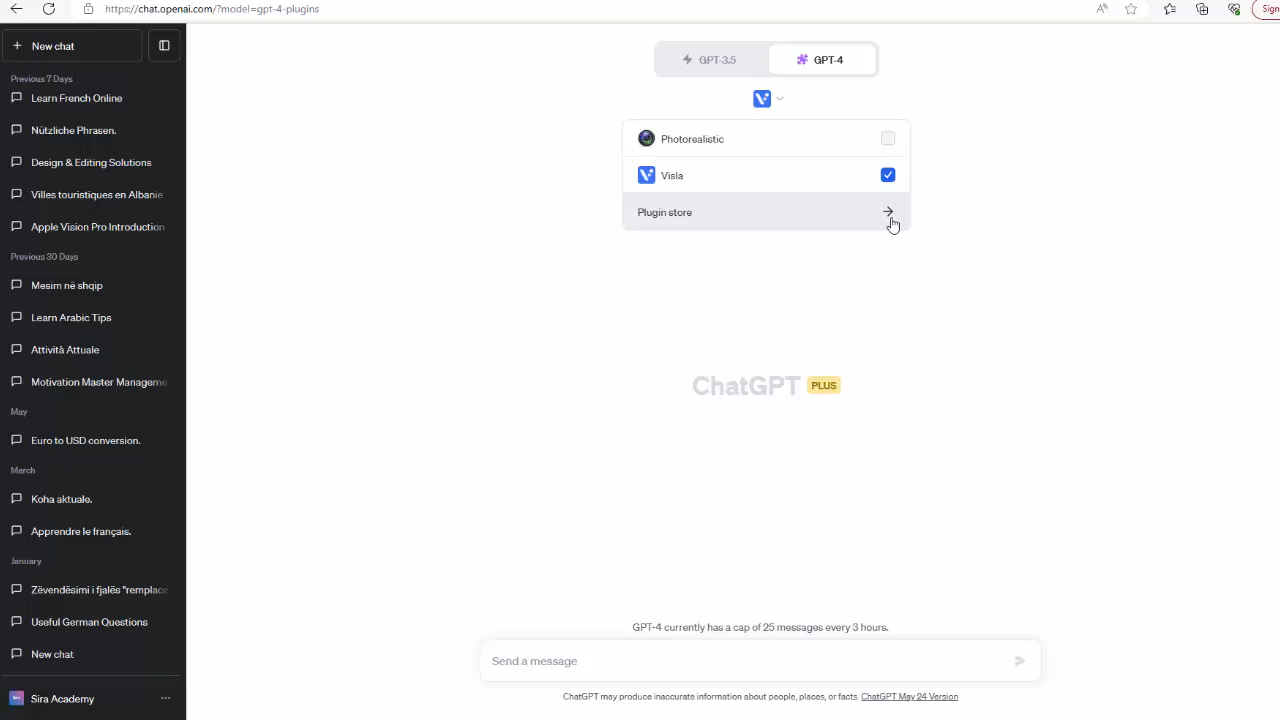 https://chat.openai.com/?model=gpt-4-plugins
Sign
New chat
Previous 7 Days
Learn French Online
Nützliche Phrasen.
Design & Editing Solutions
Villes touristiques en Albanie
Apple Vision Pro Introduction
Previous 30 Days
Mesim në shqip
Learn Arabic Tips
Attività Attuale
Motivation Master Manageme
May
Euro to USD conversion.
March
Koha aktuale.
Apprendre le français.
January
Zëvendësimi i fjalës "remplace
Useful German Questions
New chat
Sira Academy
GPT-3.5
GPT-4
Photorealistic
Visla
Plugin store
ChatGPT PLUS
GPT-4 currently has a cap of 25 messages every 3 hours.
Send a message
ChatGPT may produce inaccurate information about people, places, or facts. ChatGPT May 24 Version